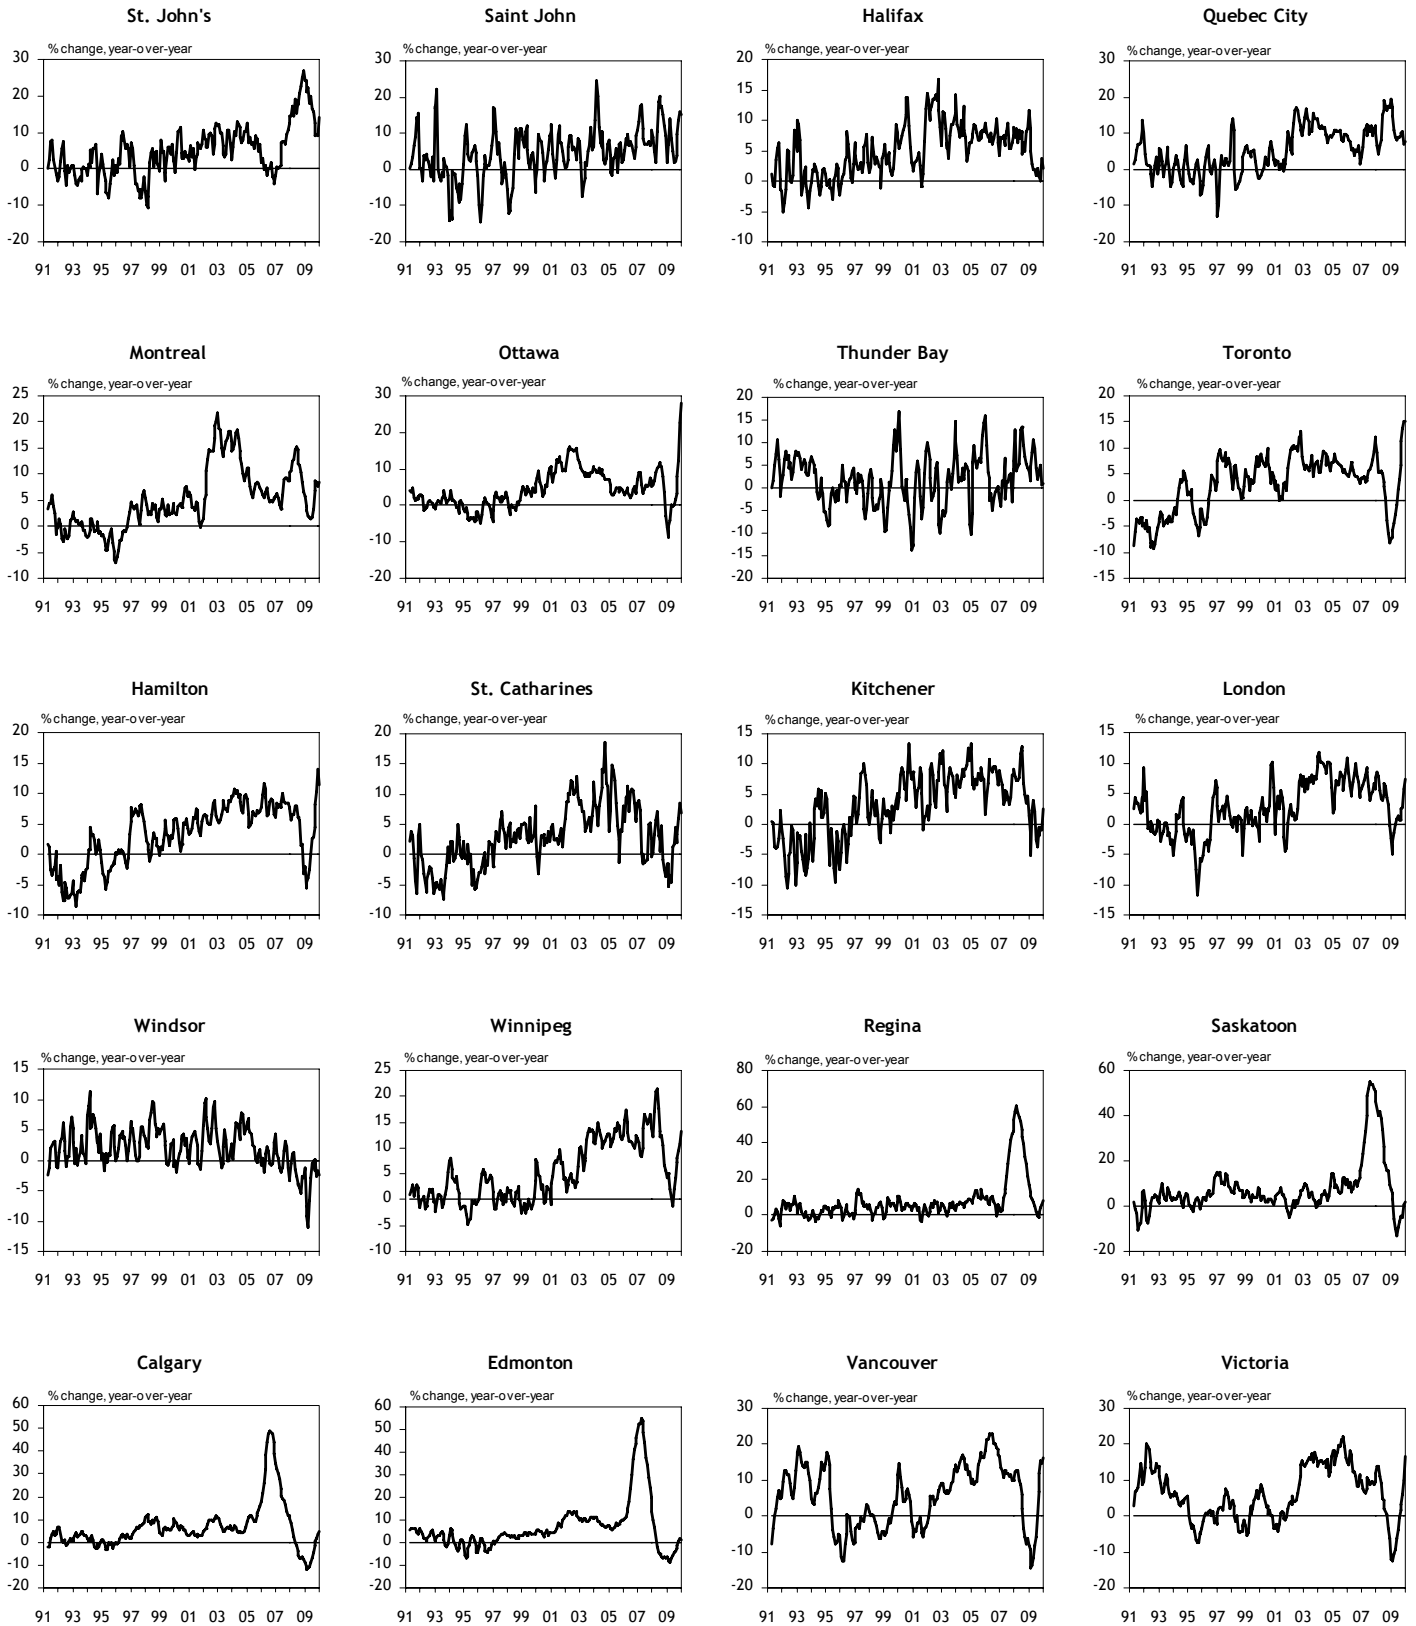 St. John's
Saint John
Halifax
Quebec City
% change, year-over-year
% change, year-over-year
% change, year-over-year
% change, year-over-year
30
20
10
0
-10
-20
30
20
10
0
-10
-20
20
15
10
5
0
-5
-10
30
20
10
0
-10
-20
91 93 95 97 99 01 03 05 07 09
91 93 95 97 99 01 03 05 07 09
91 93 95 97 99 01 03 05 07 09
91 93 95 97 99 01 03 05 07 09
Montreal
Ottawa
Thunder Bay
Toronto
% change, year-over-year
% change, year-over-year
% change, year-over-year
% change, year-over-year
25
20
15
10
5
0
-5
-10
30
20
10
0
-10
-20
20
15
10
5
0
-5
-10
-15
20
20
15
10
5
0
-5
-10
-15
91 93 95 97 99 01 03 05 07 09
91 93 95 97 99 01 03 05 07 09
91 93 95 97 99 01 03 05 07 09
91 93 95 97 99 01 03 05 07 09
Hamilton
St. Catharines
Kitchener
London
% change, year-over-year
% change, year-over-year
% change, year-over-year
% change, year-over-year
20
15
10
5
0
-5
-10
20
15
10
5
0
-5
-10
15
10
5
0
-5
-10
-15
15
10
5
0
-5
-10
-15
91 93 95 97 99 01 03 05 07 09
91 93 95 97 99 01 03 05 07 09
91 93 95 97 99 01 03 05 07 09
91 93 95 97 99 01 03 05 07 09
Windsor
Winnipeg
Regina
Saskatoon
% change, year-over-year
% change, year-over-year
% change, year-over-year
% change, year-over-year
15
10
5
0
-5
-10
-15
25
20
15
10
5
0
-5
-10
80
60
40
20
0
-20
60
40
20
0
-20
91 93 95 97 99 01 03 05 07 09
91 93 95 97 99 01 03 05 07 09
91 93 95 97 99 01 03 05 07 09
91 93 95 97 99 01 03 05 07 09
Calgary
Edmonton
Vancouver
Victoria
% change, year-over-year
% change, year-over-year
% change, year-over-year
% change, year-over-year
60
50
40
30
20
10
0
-10
-20
60
50
40
30
20
10
0
-10
-20
30
20
10
0
-10
-20
30
20
10
0
-10
-20
91 93 95 97 99 01 03 05 07 09
91 93 95 97 99 01 03 05 07 09
91 93 95 97 99 01 03 05 07 09
91 93 95 97 99 01 03 05 07 09